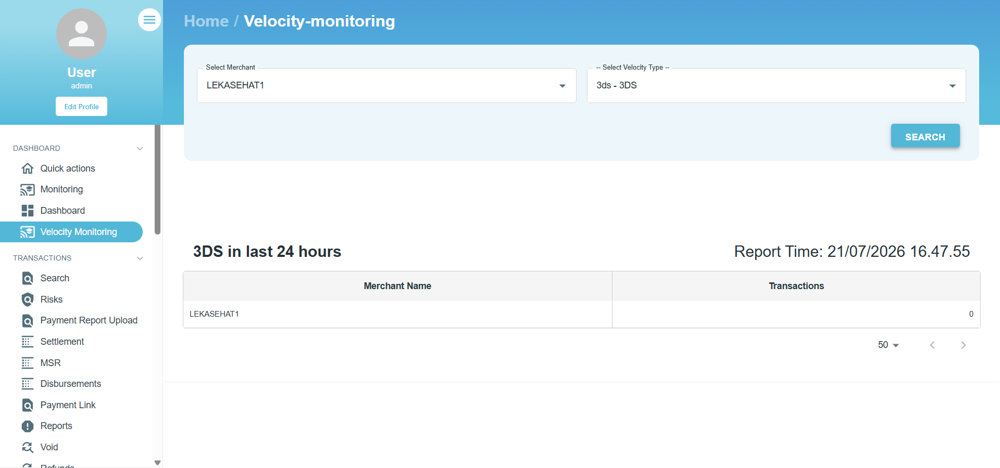 User
admin
Edit Profile
DASHBOARD
Quick actions
Monitoring
Dashboard
Velocity Monitoring
TRANSACTIONS
Search
Risks
Payment Report Upload
Settlement
MSR
Disbursements
Payment Link
Reports
Void
Refunds
Home / Velocity-monitoring
Select Merchant
LEKASEHAT1
-- Select Velocity Type --
3ds - 3DS
SEARCH
3DS in last 24 hours
Report Time: 21/07/2026 16.47.55
Merchant Name Transactions
LEKASEHAT1 0
50